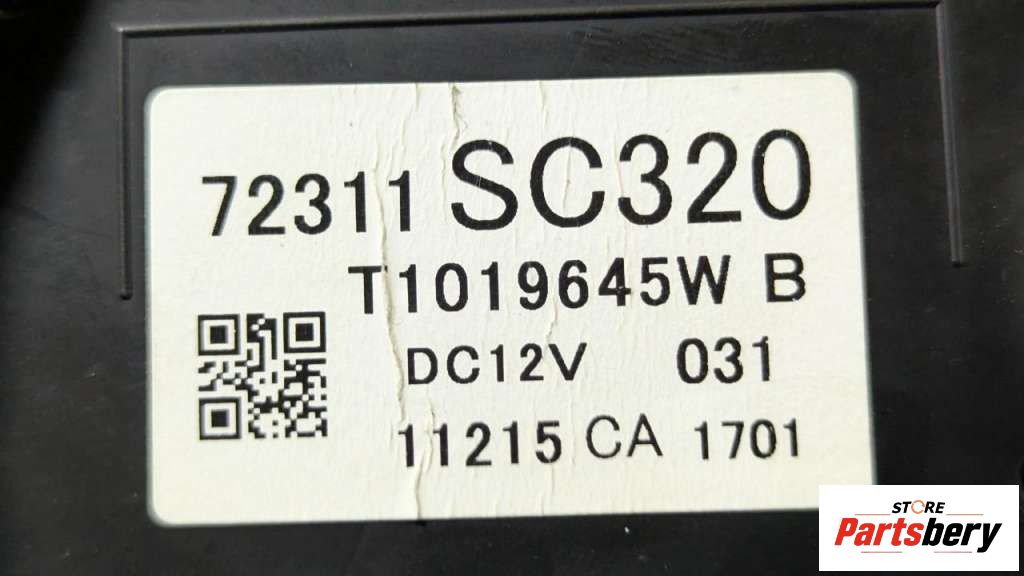 72311 SC320
T1019645W B
DC12V 031
11215 CA 1701
STORE
Partsbery